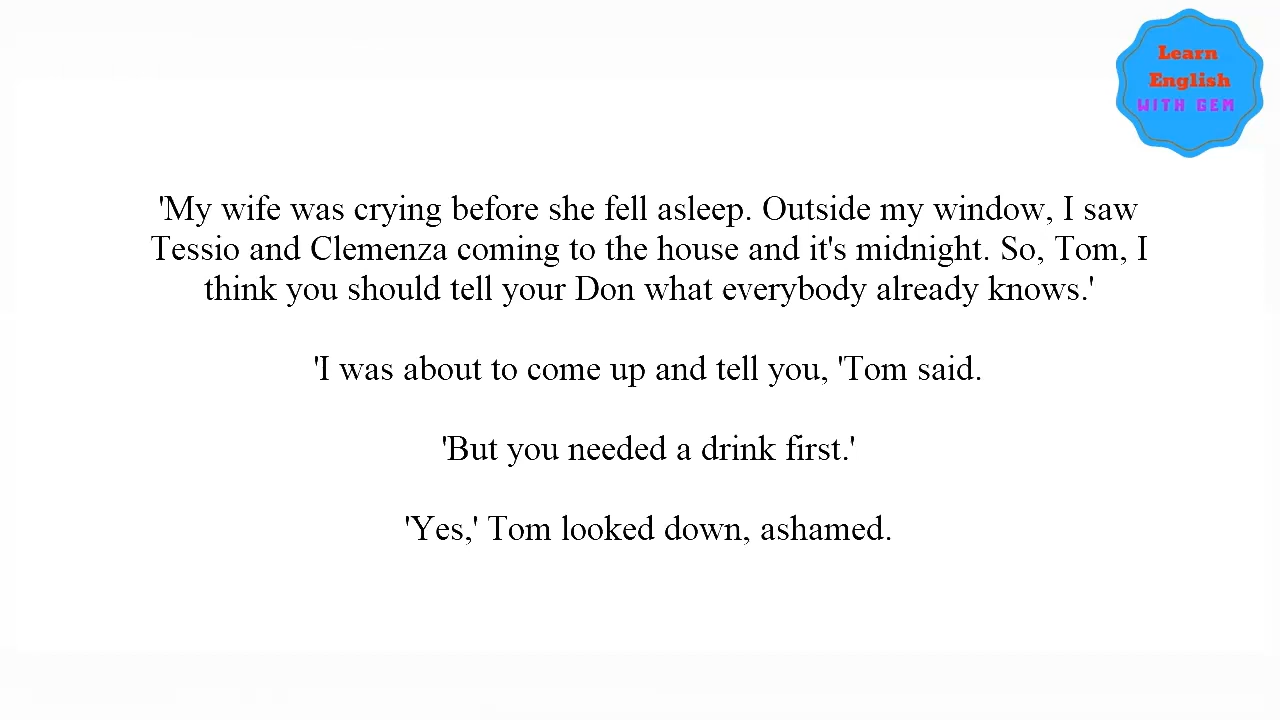 Learn
English
WITH GEM
'My wife was crying before she fell asleep. Outside my window, I saw
Tessio and Clemenza coming to the house and it's midnight. So, Tom, I
think you should tell your Don what everybody already knows.'
'I was about to come up and tell you, 'Tom said.
'But you needed a drink first.'
'Yes,' Tom looked down, ashamed.